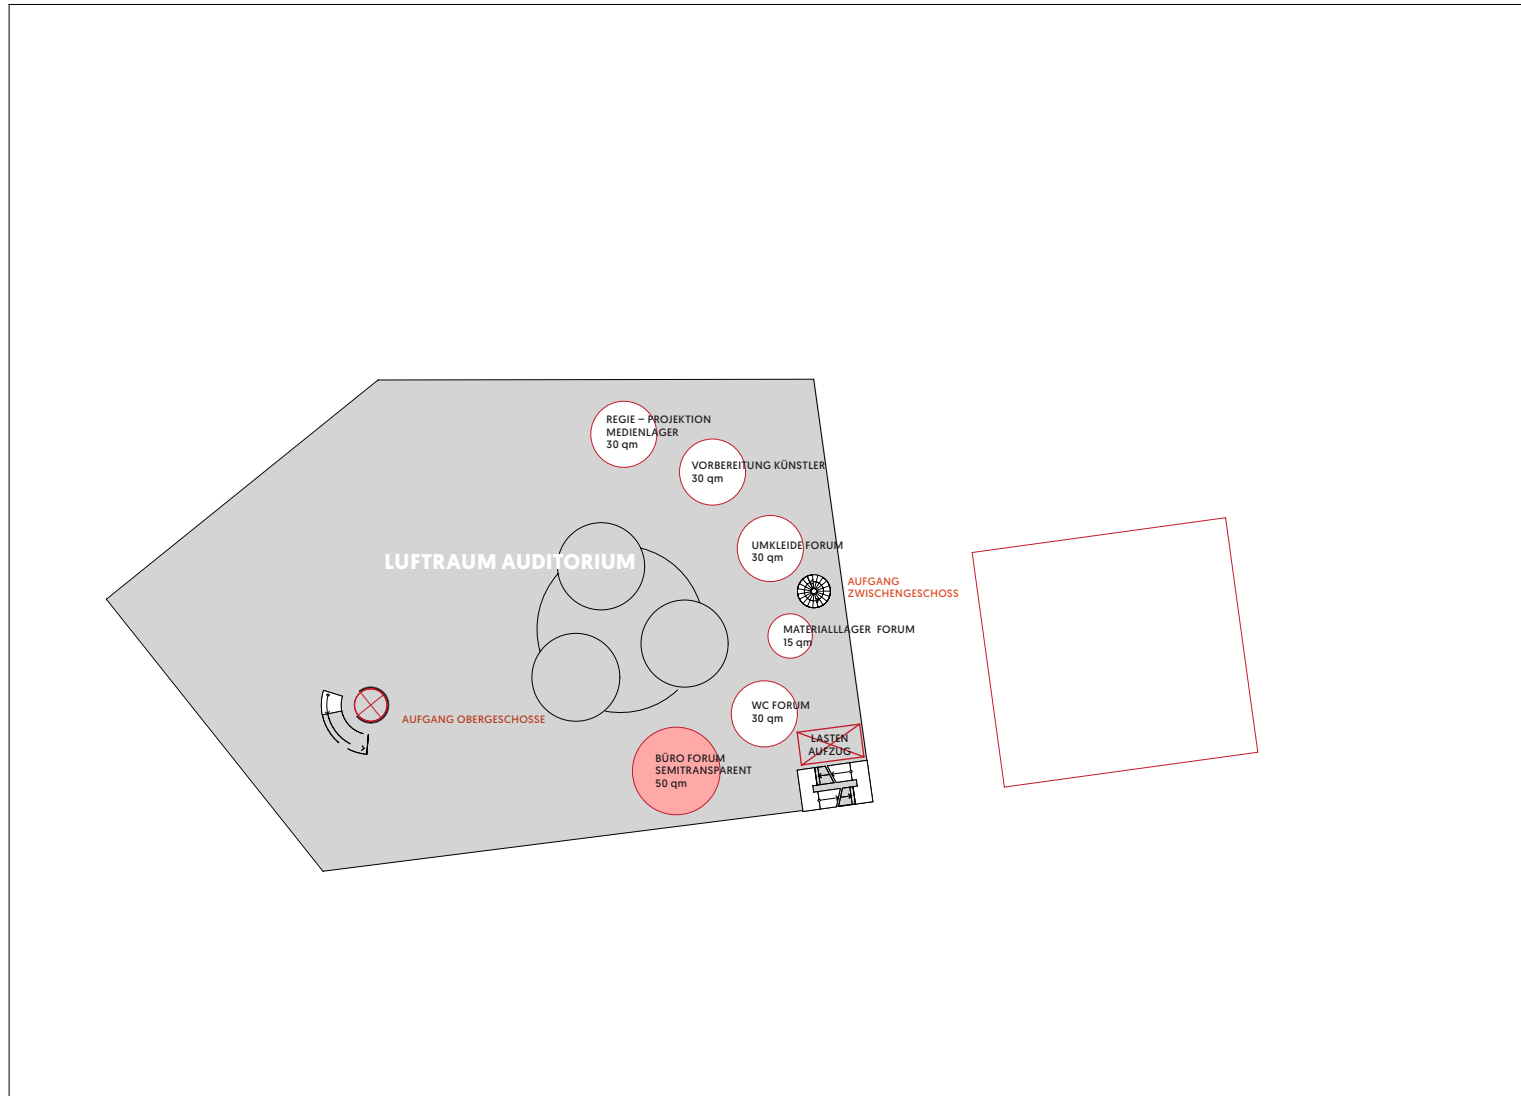 REGIE – PROJEKTION
MEDIENLAGER
30 qm
VORBEREITUNG KÜNSTLER
30 qm
LUFTRAUM AUDITORIUM
UMKLEIDE FORUM
30 qm
AUFGANG
ZWISCHENGESCHOSS
MATERIALLLAGER FORUM
15 qm
WC FORUM
30 qm
AUFGANG OBERGESCHOSSE
LASTEN
AUFZUG
BÜRO FORUM
SEMITRANSPARENT
50 qm